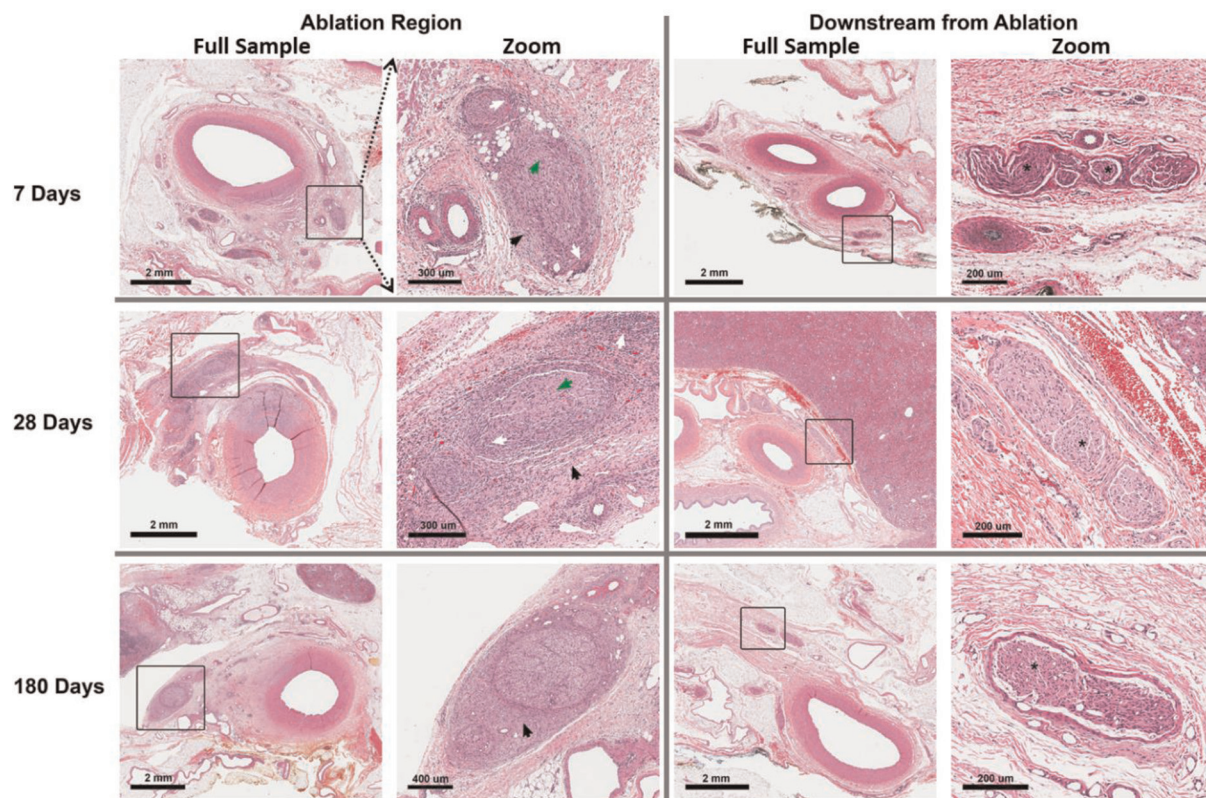 Ablation Region
Downstream from Ablation
Full Sample
Zoom
Full Sample
Zoom
7 Days
2 mm
300 um
2 mm
200 um
*
*
28 Days
2 mm
300 um
2 mm
200 um
*
180 Days
2 mm
400 um
2 mm
200 um
*